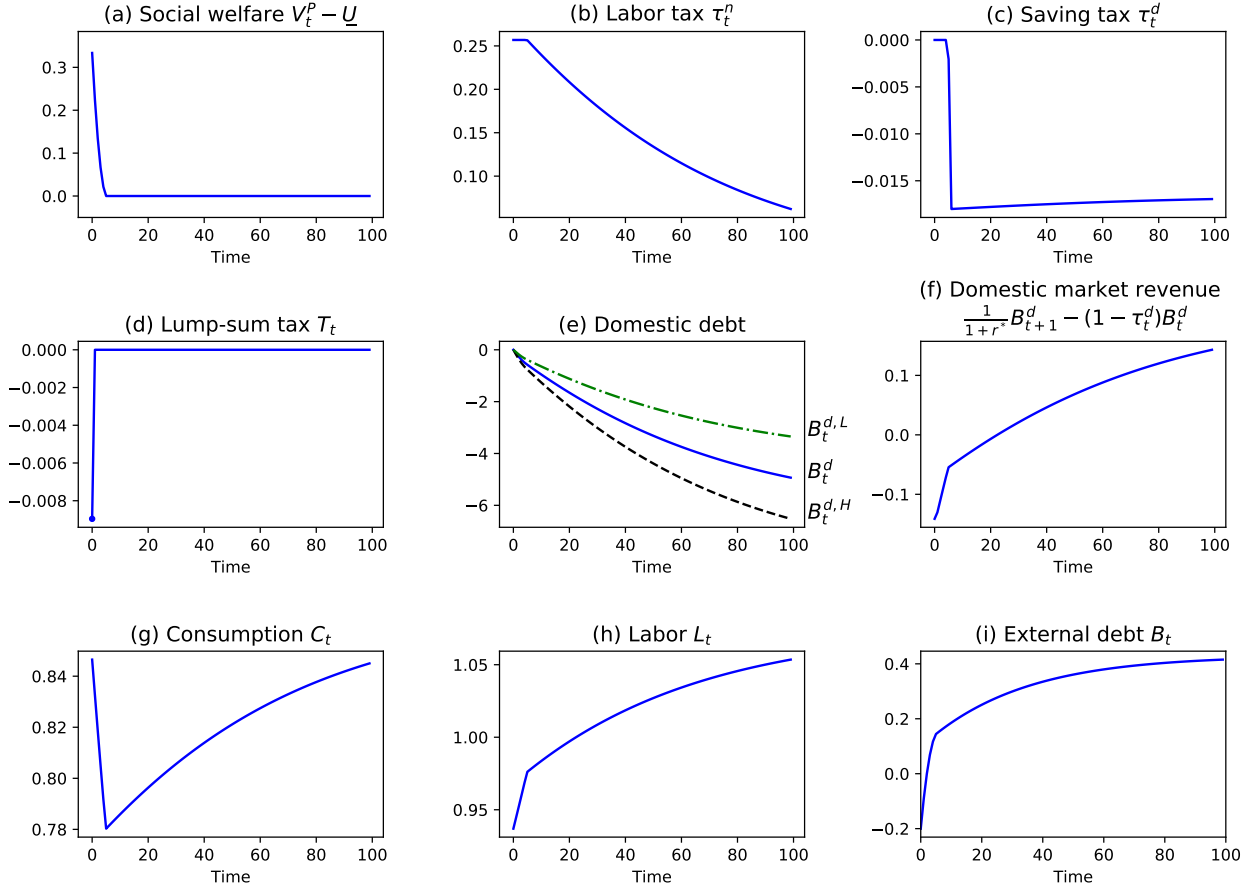 (a) Social welfare $V_t^P - \underline{U}$
(b) Labor tax $\tau_t^n$
(c) Saving tax $\tau_t^d$
0.3
0.2
0.1
0.0
0 20 40 60 80 100
Time
0.25
0.20
0.15
0.10
0 20 40 60 80 100
Time
0.000
−0.005
−0.010
−0.015
0 20 40 60 80 100
Time
(d) Lump-sum tax $T_t$
(e) Domestic debt
(f) Domestic market revenue
$\frac{1}{1+r^*}B_{t+1}^d - (1-\tau_t^d)B_t^d$
0.000
−0.002
−0.004
−0.006
−0.008
0 20 40 60 80 100
Time
0
−2
−4
−6
$B_t^{d,L}$
$B_t^d$
$B_t^{d,H}$
0 20 40 60 80 100
Time
0.1
0.0
−0.1
0 20 40 60 80 100
Time
(g) Consumption $C_t$
(h) Labor $L_t$
(i) External debt $B_t$
0.84
0.82
0.80
0.78
0 20 40 60 80 100
Time
1.05
1.00
0.95
0 20 40 60 80 100
Time
0.4
0.2
0.0
−0.2
0 20 40 60 80 100
Time